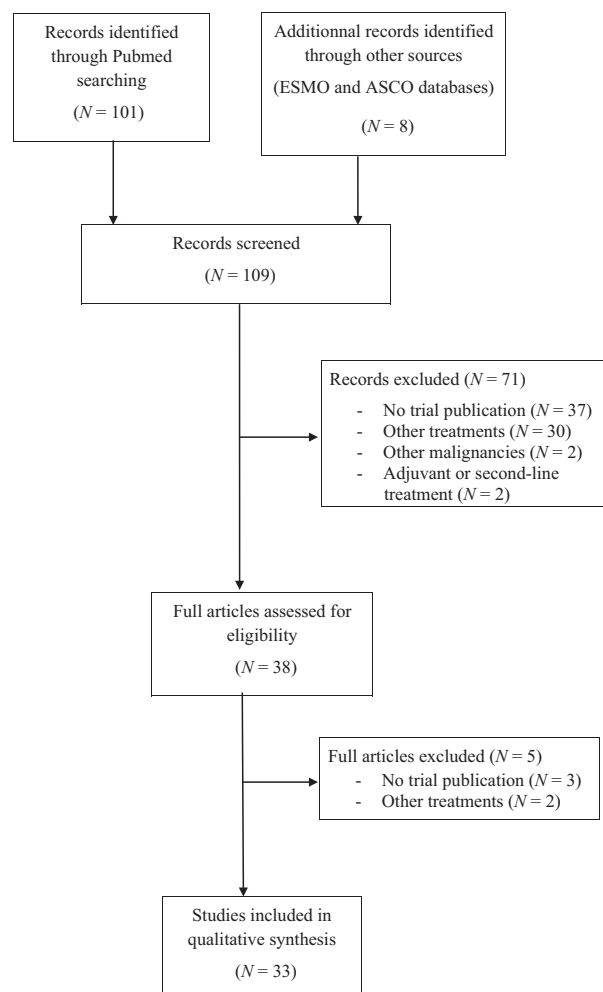 Records identified
through Pubmed
searching
(N = 101)
Additionnal records identified
through other sources
(ESMO and ASCO databases)
(N = 8)
Records screened
(N = 109)
Records excluded (N = 71)
- No trial publication (N = 37)
- Other treatments (N = 30)
- Other malignancies (N = 2)
- Adjuvant or second-line
treatment (N = 2)
Full articles assessed for
eligibility
(N = 38)
Full articles excluded (N = 5)
- No trial publication (N = 3)
- Other treatments (N = 2)
Studies included in
qualitative synthesis
(N = 33)